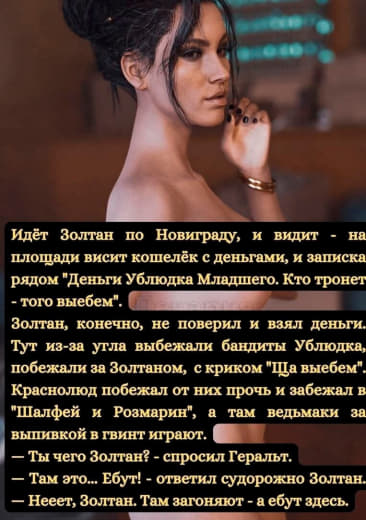 Идёт Золтан по Новиграду, и видит - на
площади висит кошелёк с деньгами, и записка
рядом "Деньги Ублюдка Младшего. Кто тронет
- того выебем".
Золтан, конечно, не поверил и взял деньги.
Тут из-за угла выбежали бандиты Ублюдка,
побежали за Золтаном, с криком "Ща выебем".
Краснолюд побежал от них прочь и забежал в
"Шалфей и Розмарин", а там ведьмаки за
выпивкой в гвинт играют.
— Ты чего Золтан? - спросил Геральт.
— Там это... Ебут! - ответил судорожно Золтан.
— Нееет, Золтан. Там загоняют - а ебут здесь.